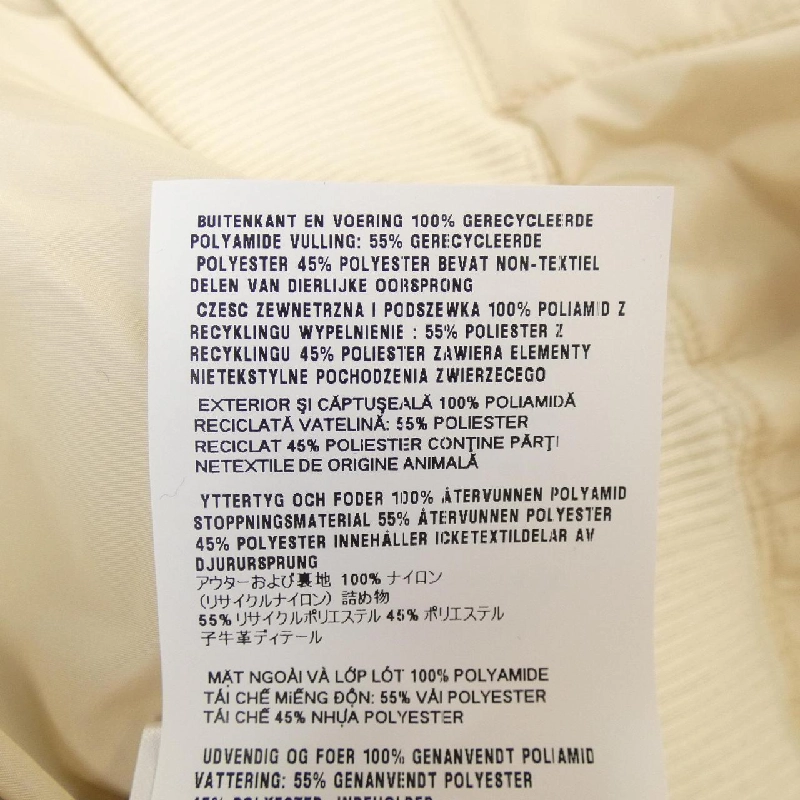 BUITENKANT EN VOERING 100% GERECYCLEERDE
POLYAMIDE VULLING: 55% GERECYCLEERDE
POLYESTER 45% POLYESTER BEVAT NON-TEXTIEL
DELEN VAN DIERLIJKE OORSPRONG
CZESC ZEWNETRZNA I PODSZEWKA 100% POLIAMID Z
RECYKLINGU WYPELNIENIE : 55% POLIESTER Z
RECYKLINGU 45% POLIESTER ZAWIERA ELEMENTY
NIETEKSTYLNE POCHODZENIA ZWIERZECEGO
EXTERIOR ŞI CĂPTUŞEALĂ 100% POLIAMIDĂ
RECICLATĂ VATELINĂ: 55% POLIESTER
RECICLAT 45% POLIESTER CONŢINE PĂRŢI
NETEXTILE DE ORIGINE ANIMALĂ
YTTERTYG OCH FODER 100% ÅTERVUNNEN POLYAMID
STOPPNINGSMATERIAL 55% ÅTERVUNNEN POLYESTER
45% POLYESTER INNEHÅLLER ICKETEXTILDELAR AV
DJURURSPRUNG
アウターおよび裏地 100% ナイロン
(リサイクルナイロン) 詰め物
55% リサイクルポリエステル 45% ポリエステル
子牛革ディテール
MẶT NGOÀI VÀ LỚP LÓT 100% POLYAMIDE
TÁI CHẾ MIẾNG ĐỘN: 55% VẢI POLYESTER
TÁI CHẾ 45% NHỰA POLYESTER
UDVENDIG OG FOER 100% GENANVENDT POLIAMID
VATTERING: 55% GENANVENDT POLYESTER